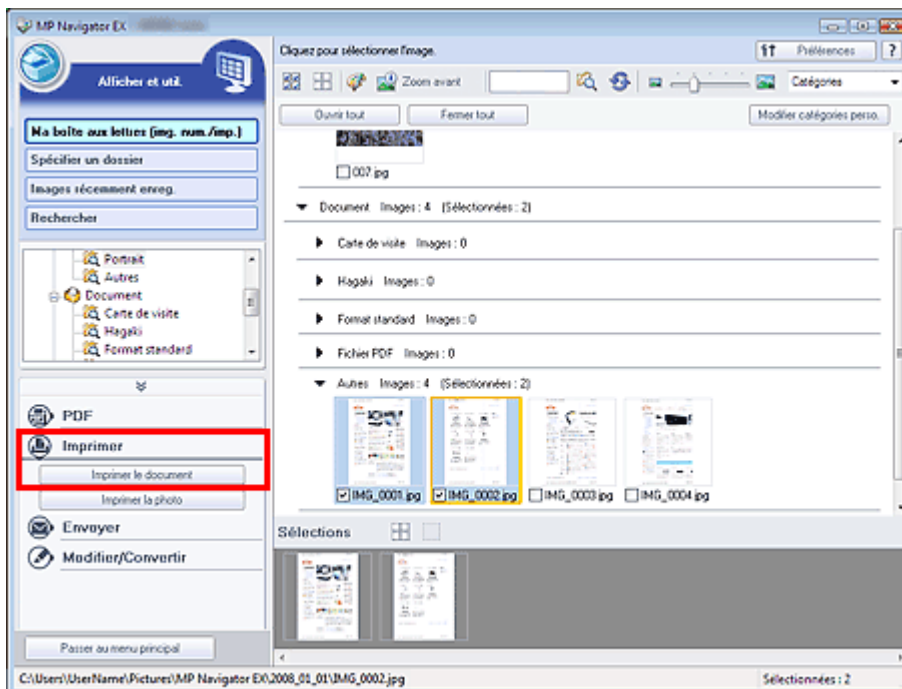 MP Navigator EX
Afficher et util.
Ma boîte aux lettres (img. num./imp.)
Spécifier un dossier
Images récemment enreg.
Rechercher
Portrait
Autres
Document
Carte de visite
Hagaki
Format standard
PDF
Imprimer
Imprimer le document
Imprimer la photo
Envoyer
Modifier/Convertir
Passer au menu principal
Cliquez pour sélectionner l'image.
Préférences
?
Zoom avant
Catégories
Ouvrir tout
Fermer tout
Modifier catégories perso.
007.jpg
Document Images : 4 (Sélectionnées : 2)
Carte de visite Images : 0
Hagaki Images : 0
Format standard Images : 0
Fichier PDF Images : 0
Autres Images : 4 (Sélectionnées : 2)
IMG_0001.jpg
IMG_0002.jpg
IMG_0003.jpg
IMG_0004.jpg
Sélections
C:\Users\UserName\Pictures\MP Navigator EX\2008_01_01\IMG_0002.jpg
Sélectionnées : 2